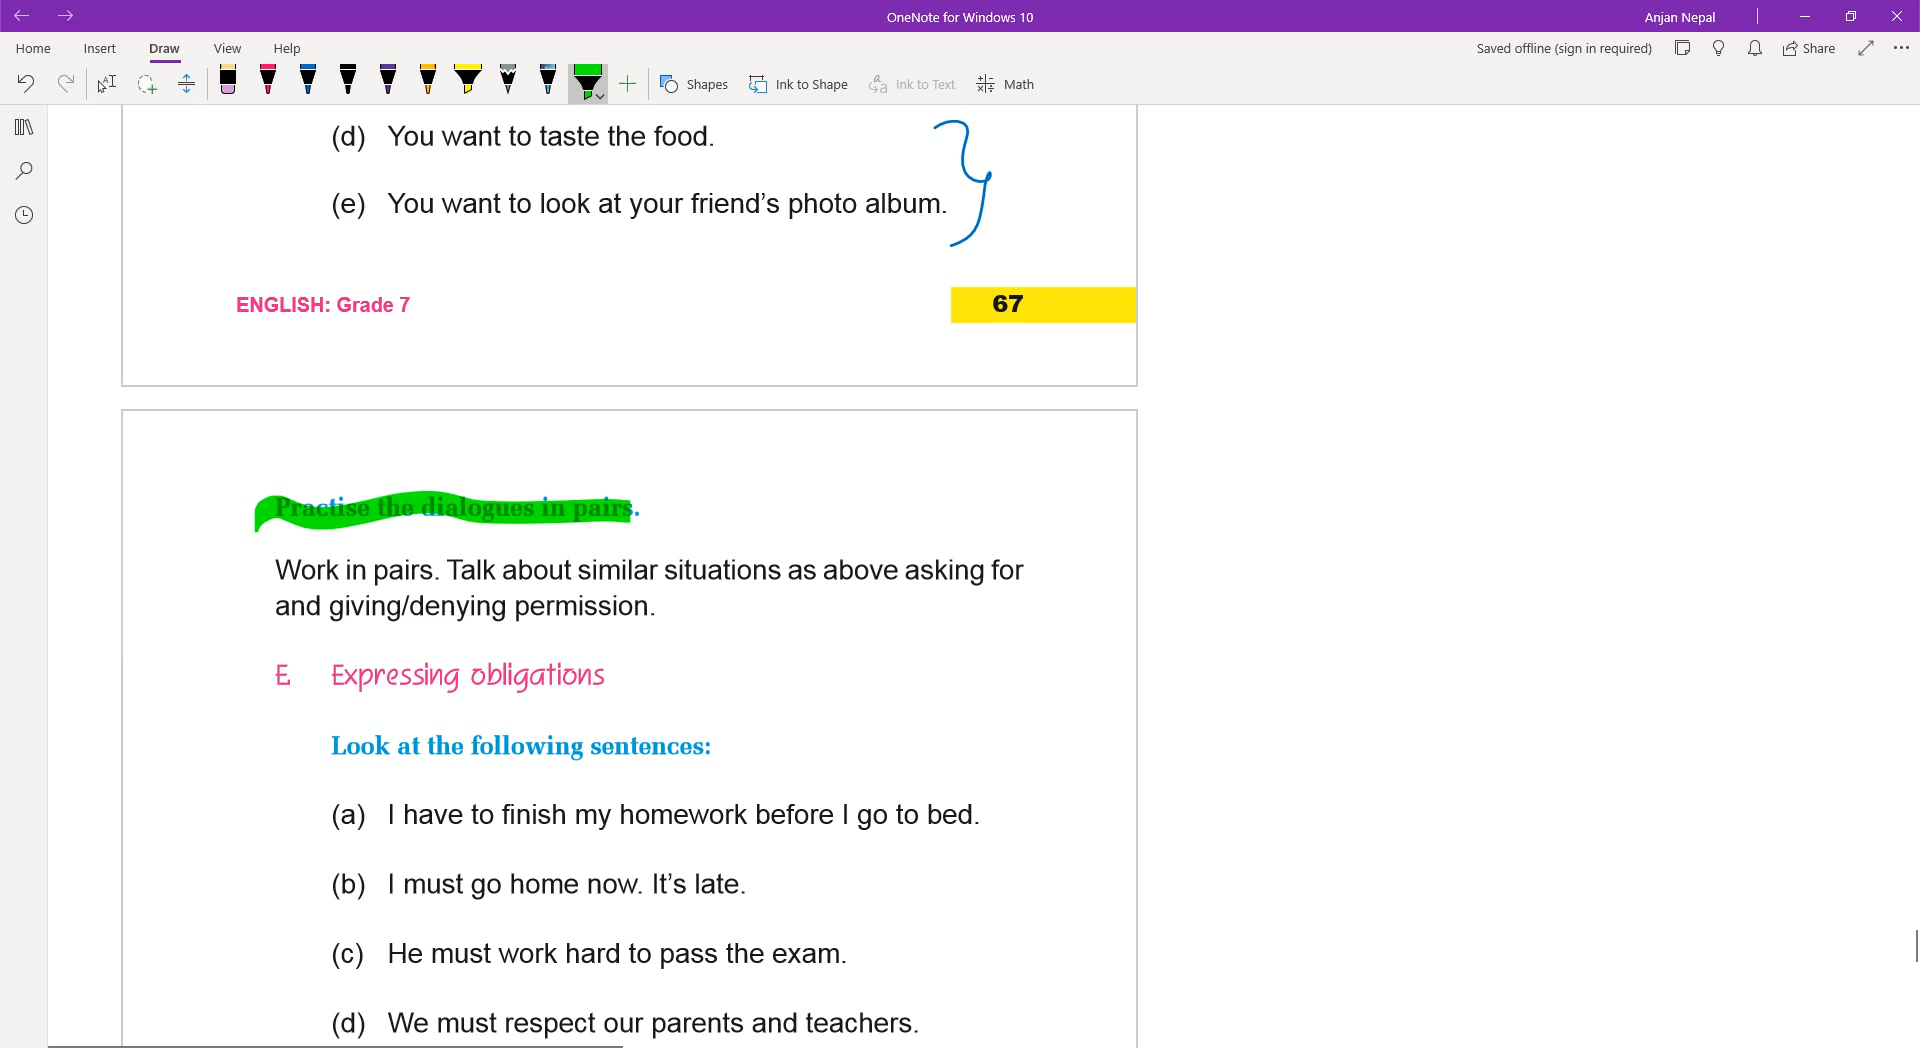 OneNote for Windows 10
Anjan Nepal
Home Insert Draw View Help
Saved offline (sign in required)
Share
Shapes
Ink to Shape
Ink to Text
Math
(d) You want to taste the food.
(e) You want to look at your friend’s photo album.
ENGLISH: Grade 7
67
Practise the dialogues in pairs.
Work in pairs. Talk about similar situations as above asking for
and giving/denying permission.
E Expressing obligations
Look at the following sentences:
(a) I have to finish my homework before I go to bed.
(b) I must go home now. It’s late.
(c) He must work hard to pass the exam.
(d) We must respect our parents and teachers.